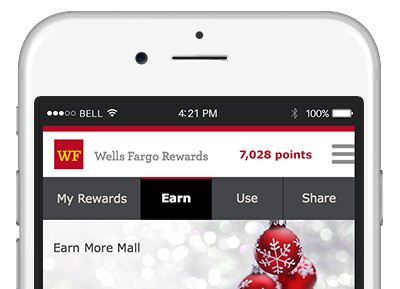 BELL 4:21 PM 100%
WF Wells Fargo Rewards 7,028 points
My Rewards Earn Use Share
Earn More Mall